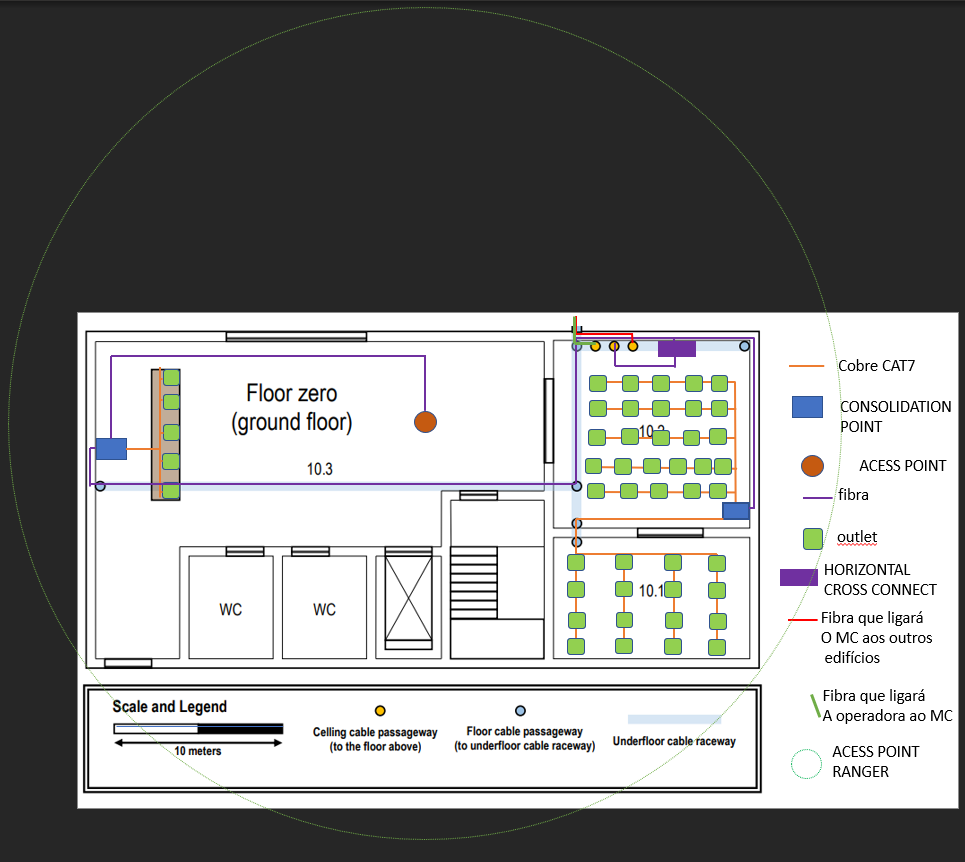 Floor zero
(ground floor)
10.3
10.2
10.1
WC
WC
Cobre CAT7
CONSOLIDATION
POINT
ACESS POINT
fibra
outlet
HORIZONTAL
CROSS CONNECT
Fibra que ligará
O MC aos outros
edifícios
Fibra que ligará
A operadora ao MC
ACESS POINT
RANGER
Scale and Legend
10 meters
Celling cable passageway
(to the floor above)
Floor cable passageway
(to underfloor cable raceway)
Underfloor cable raceway